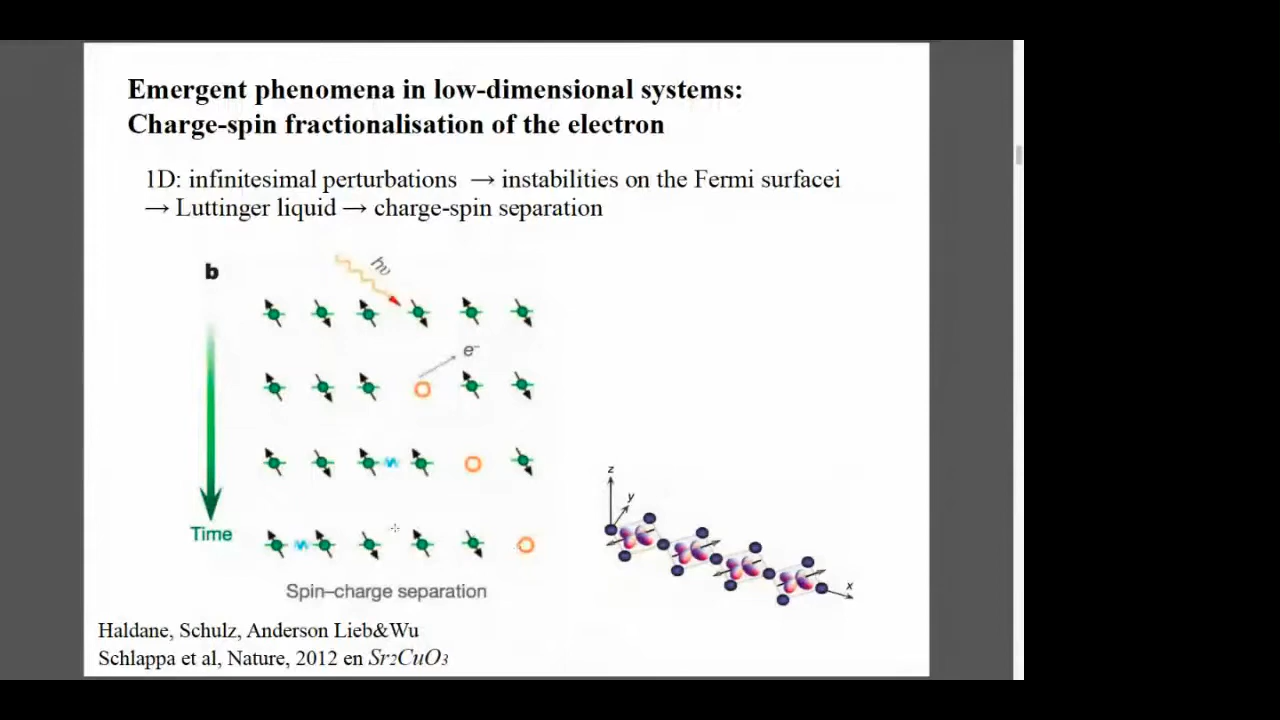 Emergent phenomena in low-dimensional systems:
Charge-spin fractionalisation of the electron
1D: infinitesimal perturbations → instabilities on the Fermi surfacei
→ Luttinger liquid → charge-spin separation
b
hυ
e⁻
Time
Spin–charge separation
z
y
x
Haldane, Schulz, Anderson Lieb&Wu
Schlappa et al, Nature, 2012 en Sr₂CuO₃